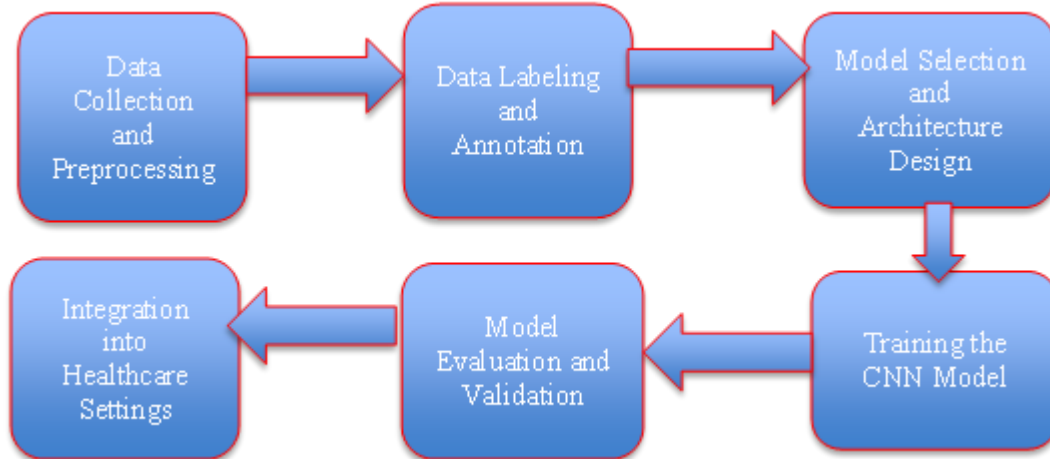 Data
Collection
and
Preprocessing
Data Labeling
and
Annotation
Model Selection
and
Architecture
Design
Training the
CNN Model
Model
Evaluation and
Validation
Integration
into
Healthcare
Settings